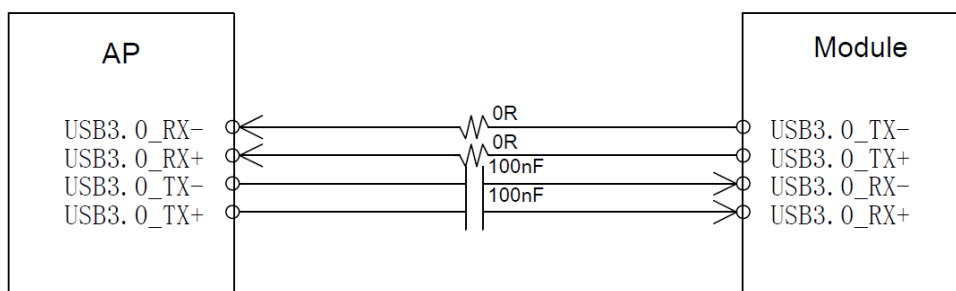 AP
Module
0R
USB3.0_RX-
USB3.0_TX-
0R
USB3.0_RX+
USB3.0_TX+
100nF
USB3.0_TX-
USB3.0_RX-
100nF
USB3.0_TX+
USB3.0_RX+